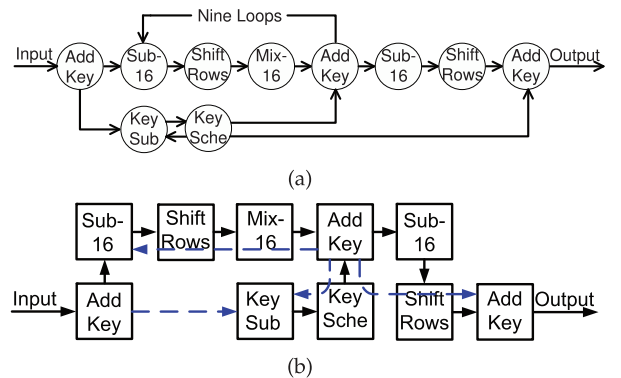 Nine Loops
Input
Add
Key
Sub-
16
Shift
Rows
Mix-
16
Add
Key
Sub-
16
Shift
Rows
Add
Key
Output
Key
Sub
Key
Sche
(a)
Sub-
16
Shift
Rows
Mix-
16
Add
Key
Sub-
16
Input
Add
Key
Key
Sub
Key
Sche
Shift
Rows
Add
Key
Output
(b)